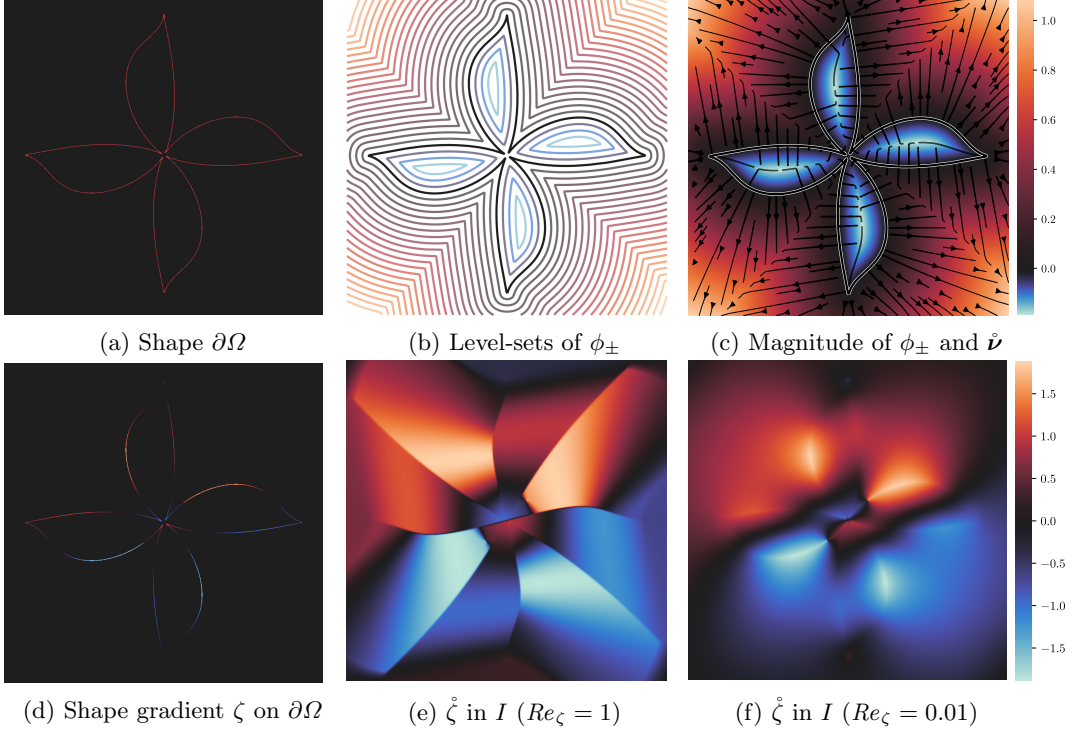 1.0
0.8
0.6
0.4
0.2
0.0
(a) Shape ∂Ω
(b) Level-sets of ϕ±
(c) Magnitude of ϕ± and ν̊
1.5
1.0
0.5
0.0
−0.5
−1.0
−1.5
(d) Shape gradient ζ on ∂Ω
(e) ζ̊ in I (Reζ = 1)
(f) ζ̊ in I (Reζ = 0.01)